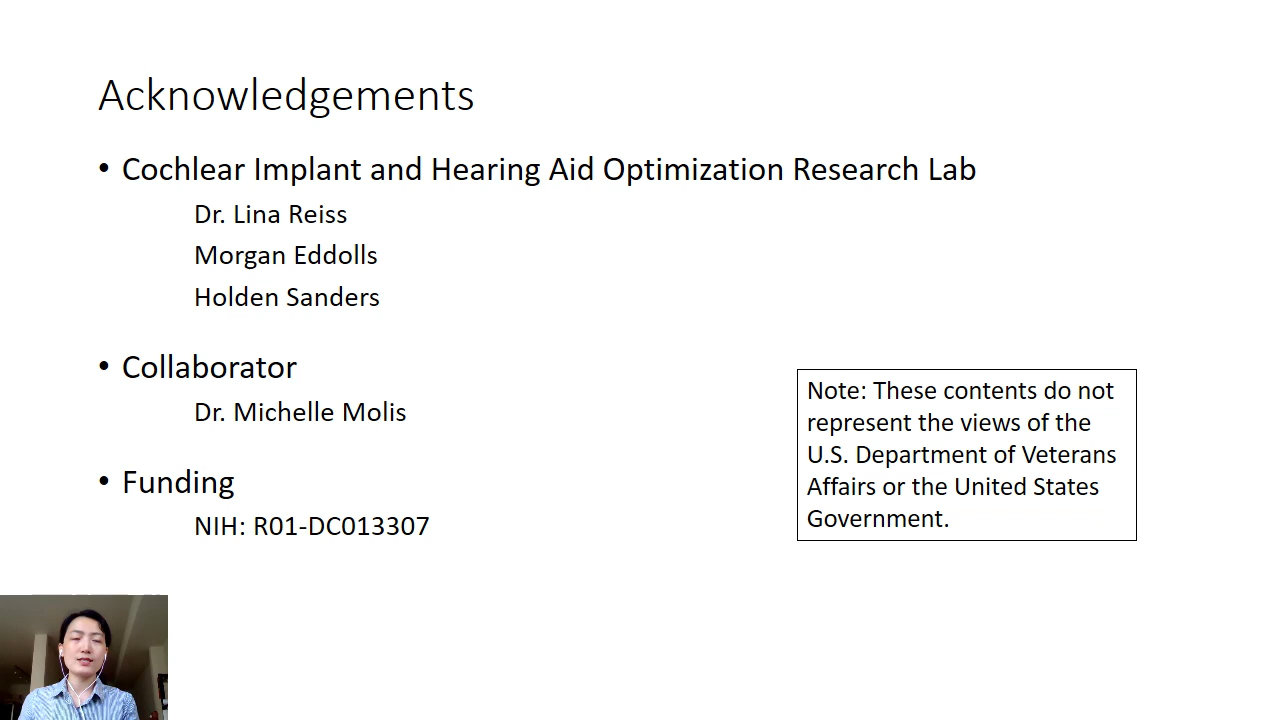 Acknowledgements
• Cochlear Implant and Hearing Aid Optimization Research Lab
Dr. Lina Reiss
Morgan Eddolls
Holden Sanders
• Collaborator
Dr. Michelle Molis
• Funding
NIH: R01-DC013307
Note: These contents do not
represent the views of the
U.S. Department of Veterans
Affairs or the United States
Government.